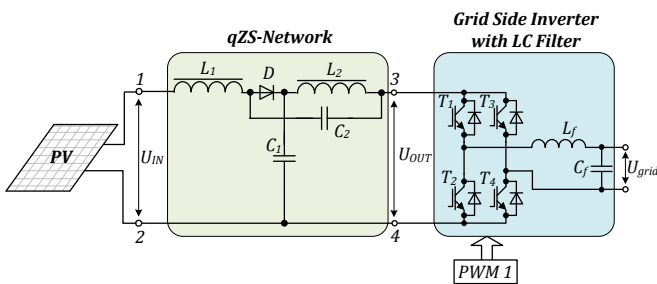 qZS-Network
Grid Side Inverter
with LC Filter
1
L1
D
L2
3
T1
T3
C2
Lf
C1
PV
UIN
UOUT
Cf
Ugrid
T2
T4
2
4
PWM 1